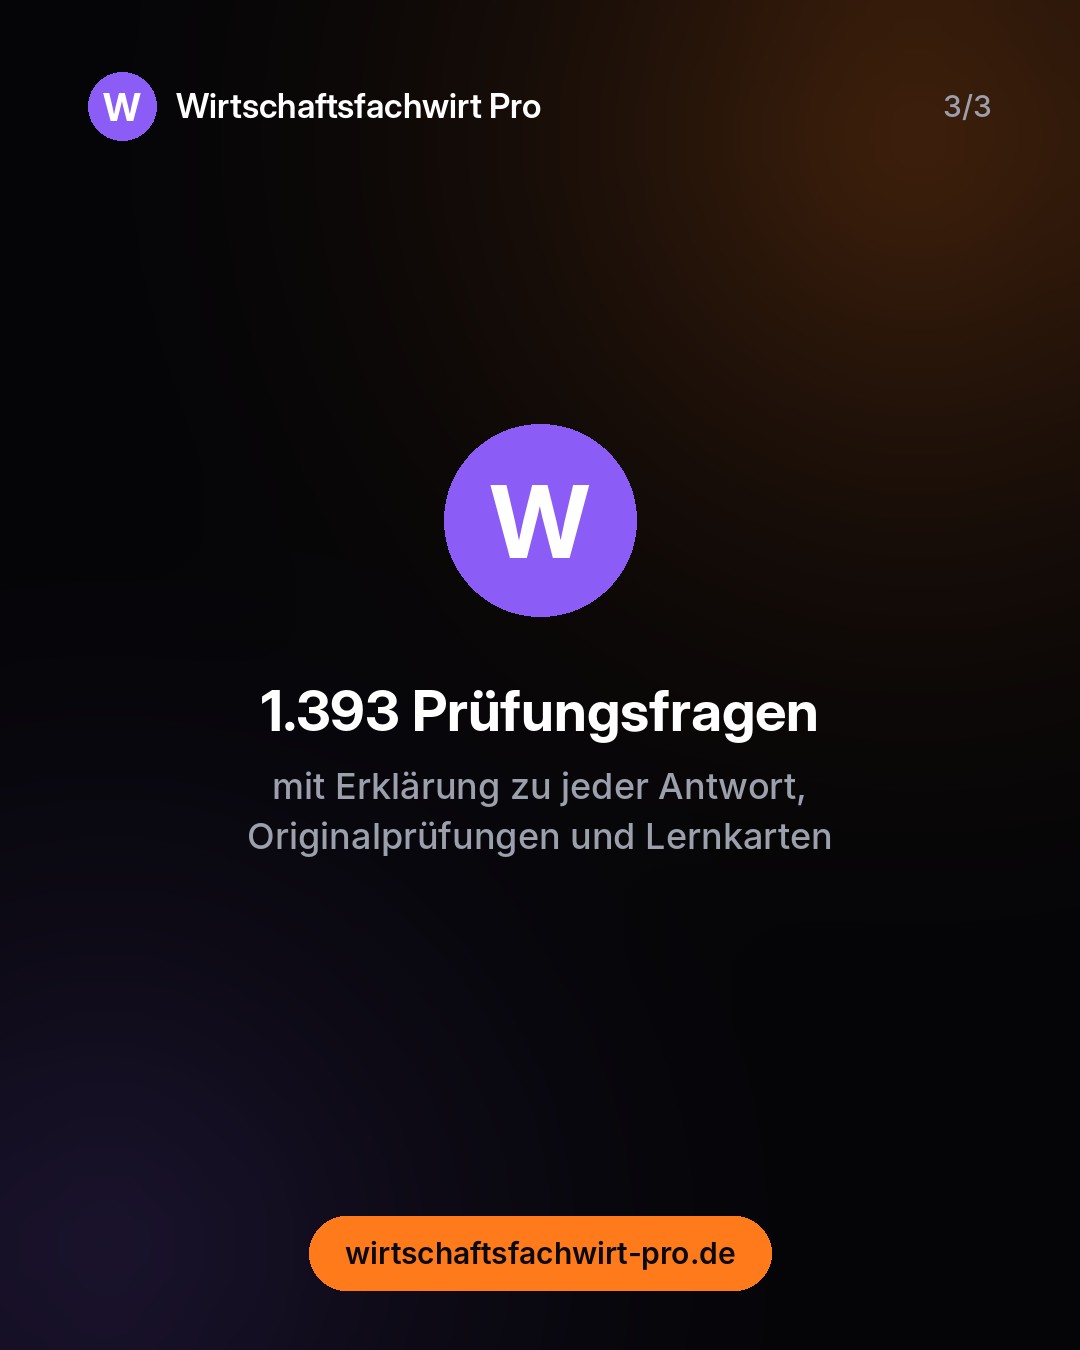 W Wirtschaftsfachwirt Pro 3/3
W
1.393 Prüfungsfragen
mit Erklärung zu jeder Antwort,
Originalprüfungen und Lernkarten
wirtschaftsfachwirt-pro.de